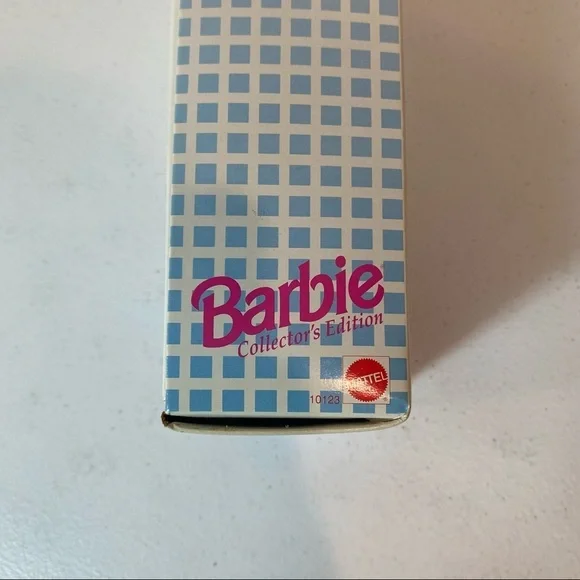 Barbie
Collector's Edition
MATTEL
10123